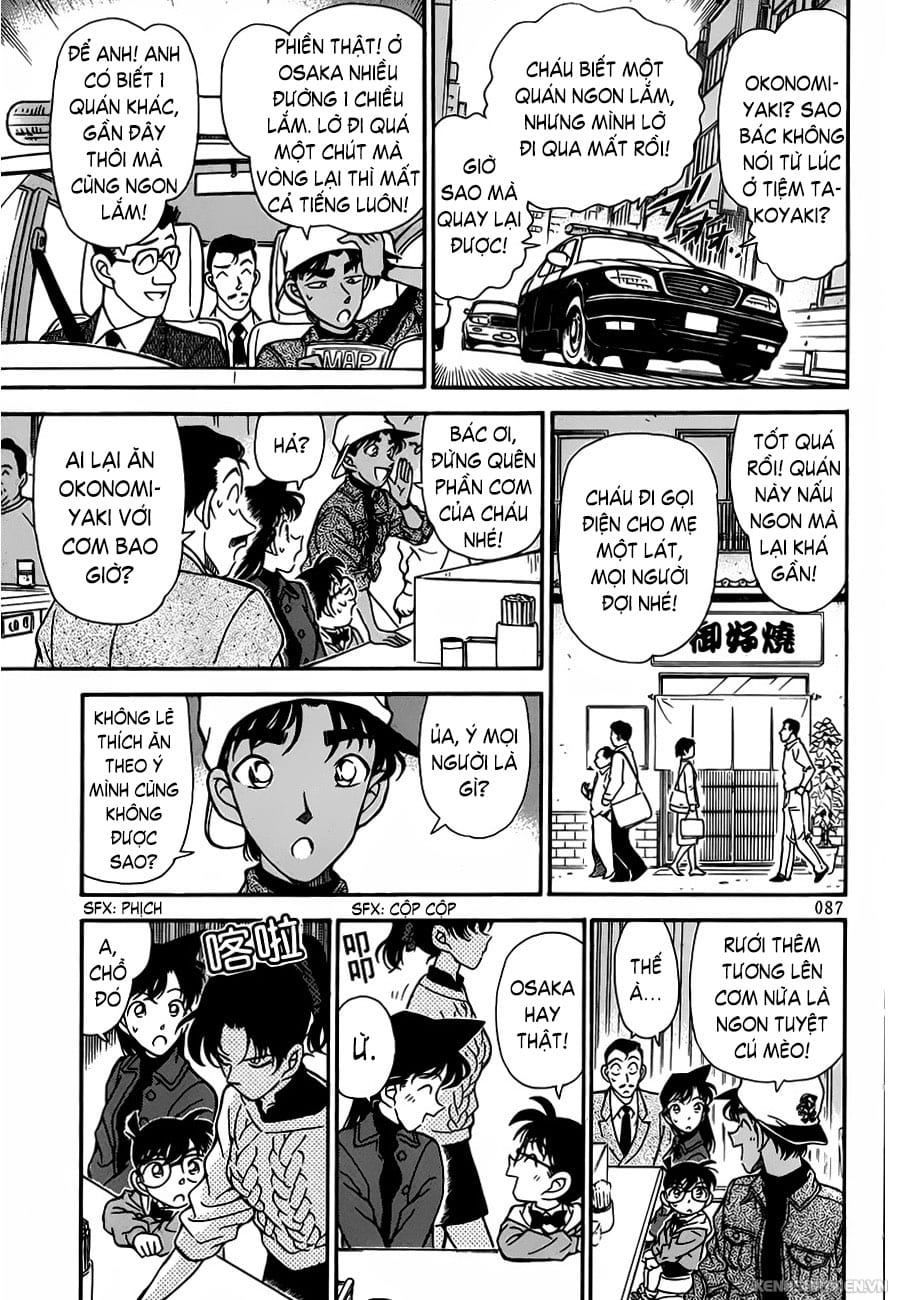 OKONOMI-
YAKI? SAO
BÁC KHÔNG
NÓI TỪ LÚC
Ở TIỆM TA-
KOYAKI?
CHÁU BIẾT MỘT
QUÁN NGON LẮM,
NHƯNG MÌNH LỠ
ĐI QUA MẤT RỒI!
GIỜ
SAO MÀ
QUAY LẠI
ĐƯỢC!
PHIỀN THẬT! Ở
OSAKA NHIỀU
ĐƯỜNG 1 CHIỀU
LẮM. LỠ ĐI QUÁ
MỘT CHÚT MÀ
VÒNG LẠI THÌ MẤT
CẢ TIẾNG LUÔN!
ĐỂ ANH! ANH
CÓ BIẾT 1
QUÁN KHÁC,
GẦN ĐÂY
THÔI MÀ
CŨNG NGON
LẮM!
MAP
TỐT QUÁ
RỒI! QUÁN
NÀY NẤU
NGON MÀ
LẠI KHÁ
GẦN!
CHÁU ĐI GỌI
ĐIỆN CHO MẸ
MỘT LÁT,
MỌI NGƯỜI
ĐỢI NHÉ!
御好燒
BÁC ƠI,
ĐỪNG QUÊN
PHẦN CƠM
CỦA CHÁU
NHÉ!
HẢ?
AI LẠI ĂN
OKONOMI-
YAKI VỚI
CƠM BAO
GIỜ?
ỦA, Ý MỌI
NGƯỜI LÀ
GÌ?
KHÔNG LẼ
THÍCH ĂN
THEO Ý
MÌNH CŨNG
KHÔNG
ĐƯỢC
SAO?
SFX: PHỊCH
SFX: CỘP CỘP
087
RƯỚI THÊM
TƯƠNG LÊN
CƠM NỮA LÀ
NGON TUYỆT
CÚ MÈO!
THẾ
À...
OSAKA
HAY
THẬT!
Ừ.
叩
叩
喀啦
A,
CHỖ
ĐÓ